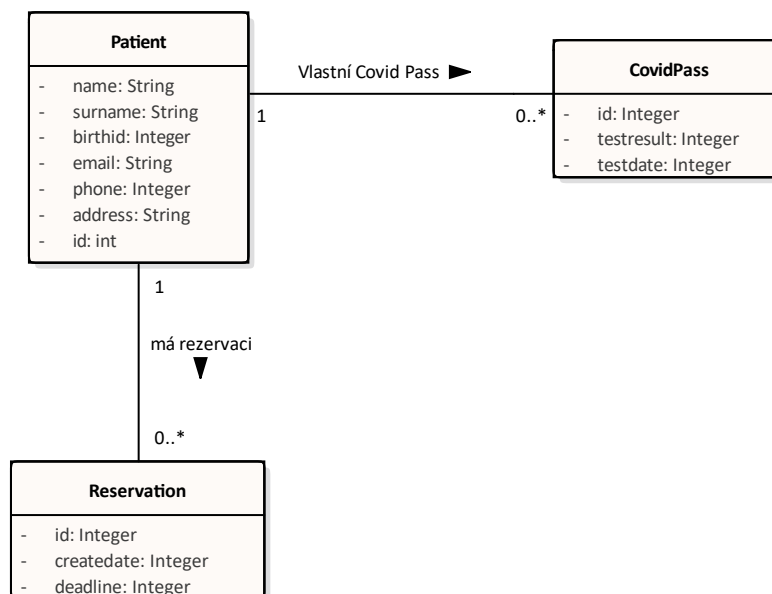 Patient
- name: String
- surname: String
- birthid: Integer
- email: String
- phone: Integer
- address: String
- id: int
Vlastní Covid Pass ►
1
0..*
CovidPass
- id: Integer
- testresult: Integer
- testdate: Integer
1
má rezervaci
▼
0..*
Reservation
- id: Integer
- createdate: Integer
- deadline: Integer